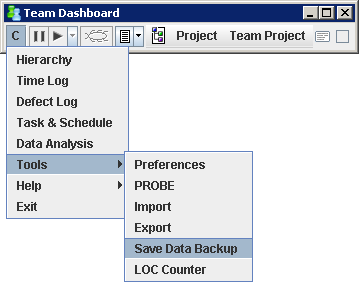 Team Dashboard
C Project Team Project
Hierarchy
Time Log
Defect Log
Task & Schedule
Data Analysis
Tools
Help
Exit
Preferences
PROBE
Import
Export
Save Data Backup
LOC Counter